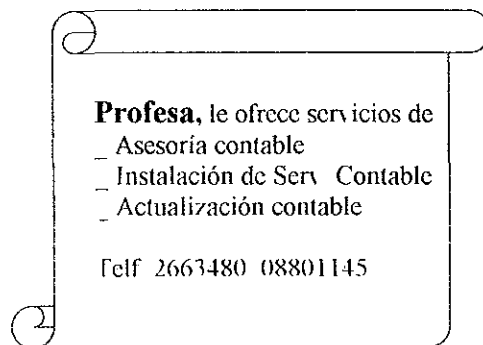 Profesa, le ofrece servicios de
_ Asesoría contable
_ Instalación de Serv Contable
_ Actualización contable
Telf 2663480 08801145